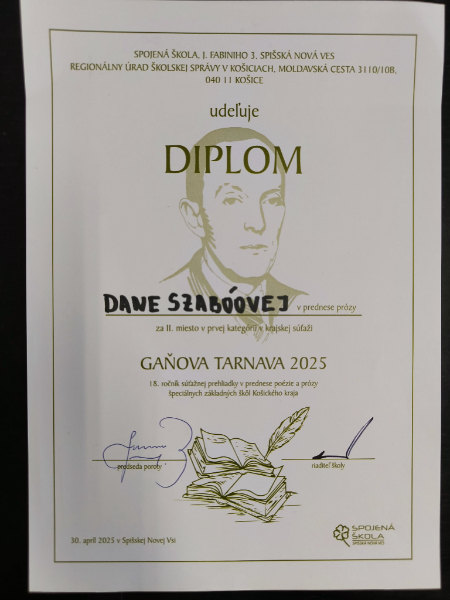 SPOJENÁ ŠKOLA, J. FABINIHO 3, SPIŠSKÁ NOVÁ VES
REGIONÁLNY ÚRAD ŠKOLSKEJ SPRÁVY V KOŠICIACH, MOLDAVSKÁ CESTA 3110/10B,
040 11 KOŠICE
udeľuje
DIPLOM
DANE SZABÓOVEJ v prednese prózy
za II. miesto v prvej kategórii v krajskej súťaži
GAŇOVA TARNAVA 2025
18. ročník súťažnej prehliadky v prednese poézie a prózy
špeciálnych základných škôl Košického kraja
predseda poroty riaditeľ školy
30. apríl 2025 v Spišskej Novej Vsi
SPOJENÁ
ŠKOLA
SPIŠSKÁ NOVÁ VES